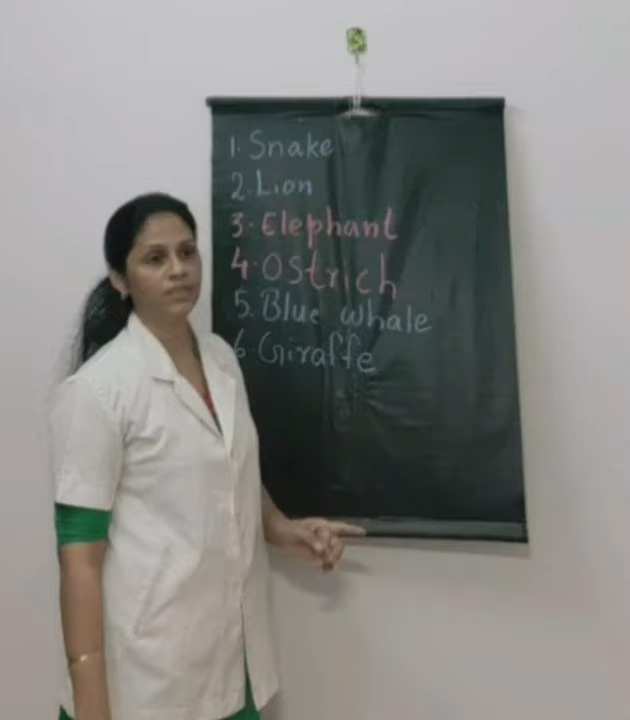 1. Snake
2. Lion
3. Elephant
4. Ostrich
5. Blue whale
6 Giraffe